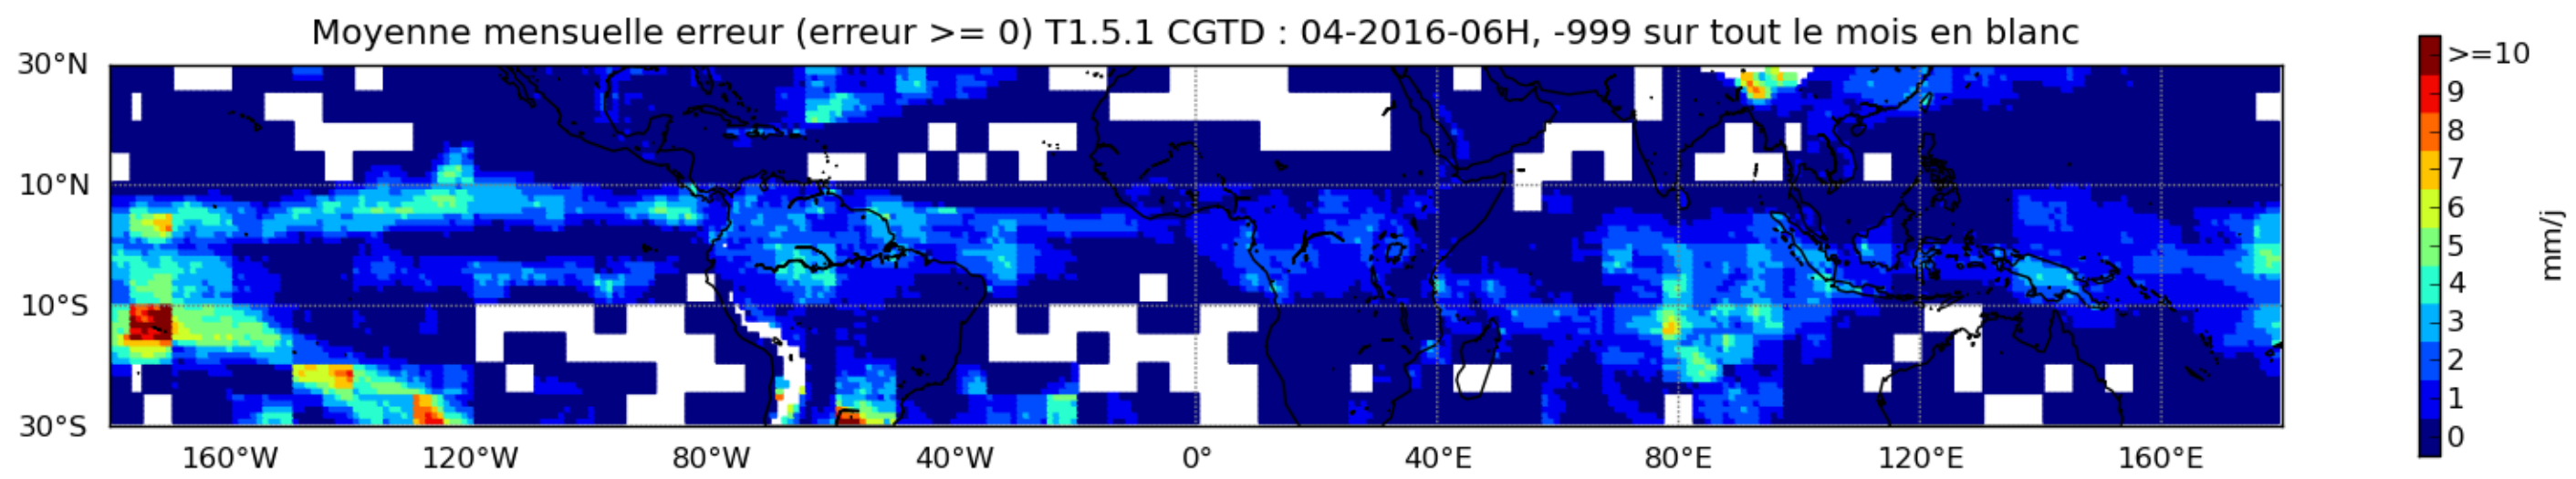 Moyenne mensuelle erreur (erreur >= 0) T1.5.1 CGTD : 04-2016-06H, -999 sur tout le mois en blanc
30°N
10°N
10°S
30°S
160°W 120°W 80°W 40°W 0° 40°E 80°E 120°E 160°E
>=10
9
8
7
6
5
4
3
2
1
0
mm/j